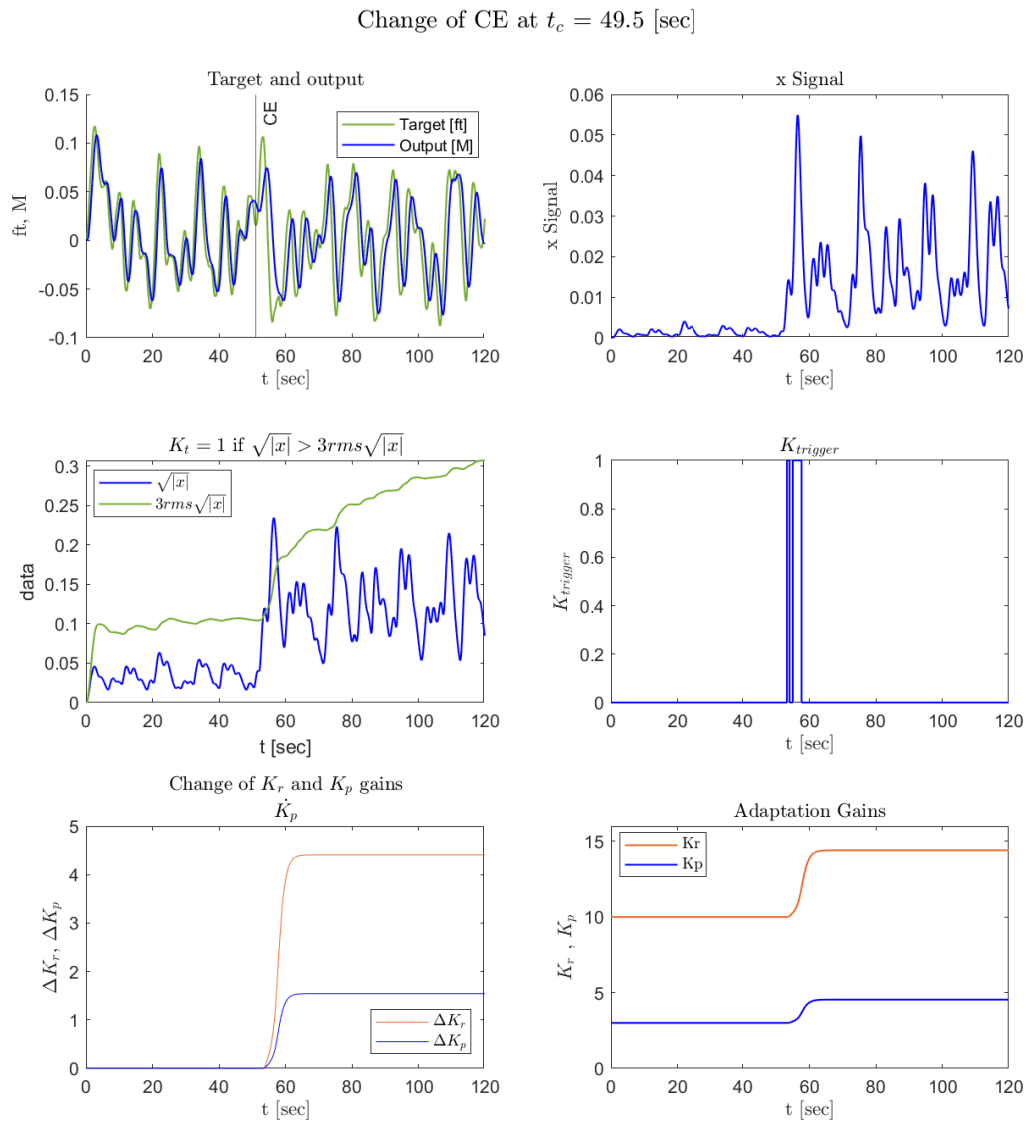 Change of CE at t_c = 49.5 [sec]
Target and output
0.15
0.1
0.05
0
-0.05
-0.1
ft, M
CE
Target [ft]
Output [M]
0 20 40 60 80 100 120
t [sec]
x Signal
0.06
0.05
0.04
0.03
0.02
0.01
0
x Signal
0 20 40 60 80 100 120
t [sec]
K_t = 1 if √|x| > 3rms√|x|
0.3
0.25
0.2
0.15
0.1
0.05
0
data
√|x|
3rms√|x|
0 20 40 60 80 100 120
t [sec]
K_trigger
1
0.8
0.6
0.4
0.2
0
K_trigger
0 20 40 60 80 100 120
t [sec]
Change of K_r and K_p gains
K̇_p
5
4
3
2
1
0
ΔK_r, ΔK_p
ΔK_r
ΔK_p
0 20 40 60 80 100 120
t [sec]
Adaptation Gains
15
10
5
0
K_r , K_p
Kr
Kp
0 20 40 60 80 100 120
t [sec]